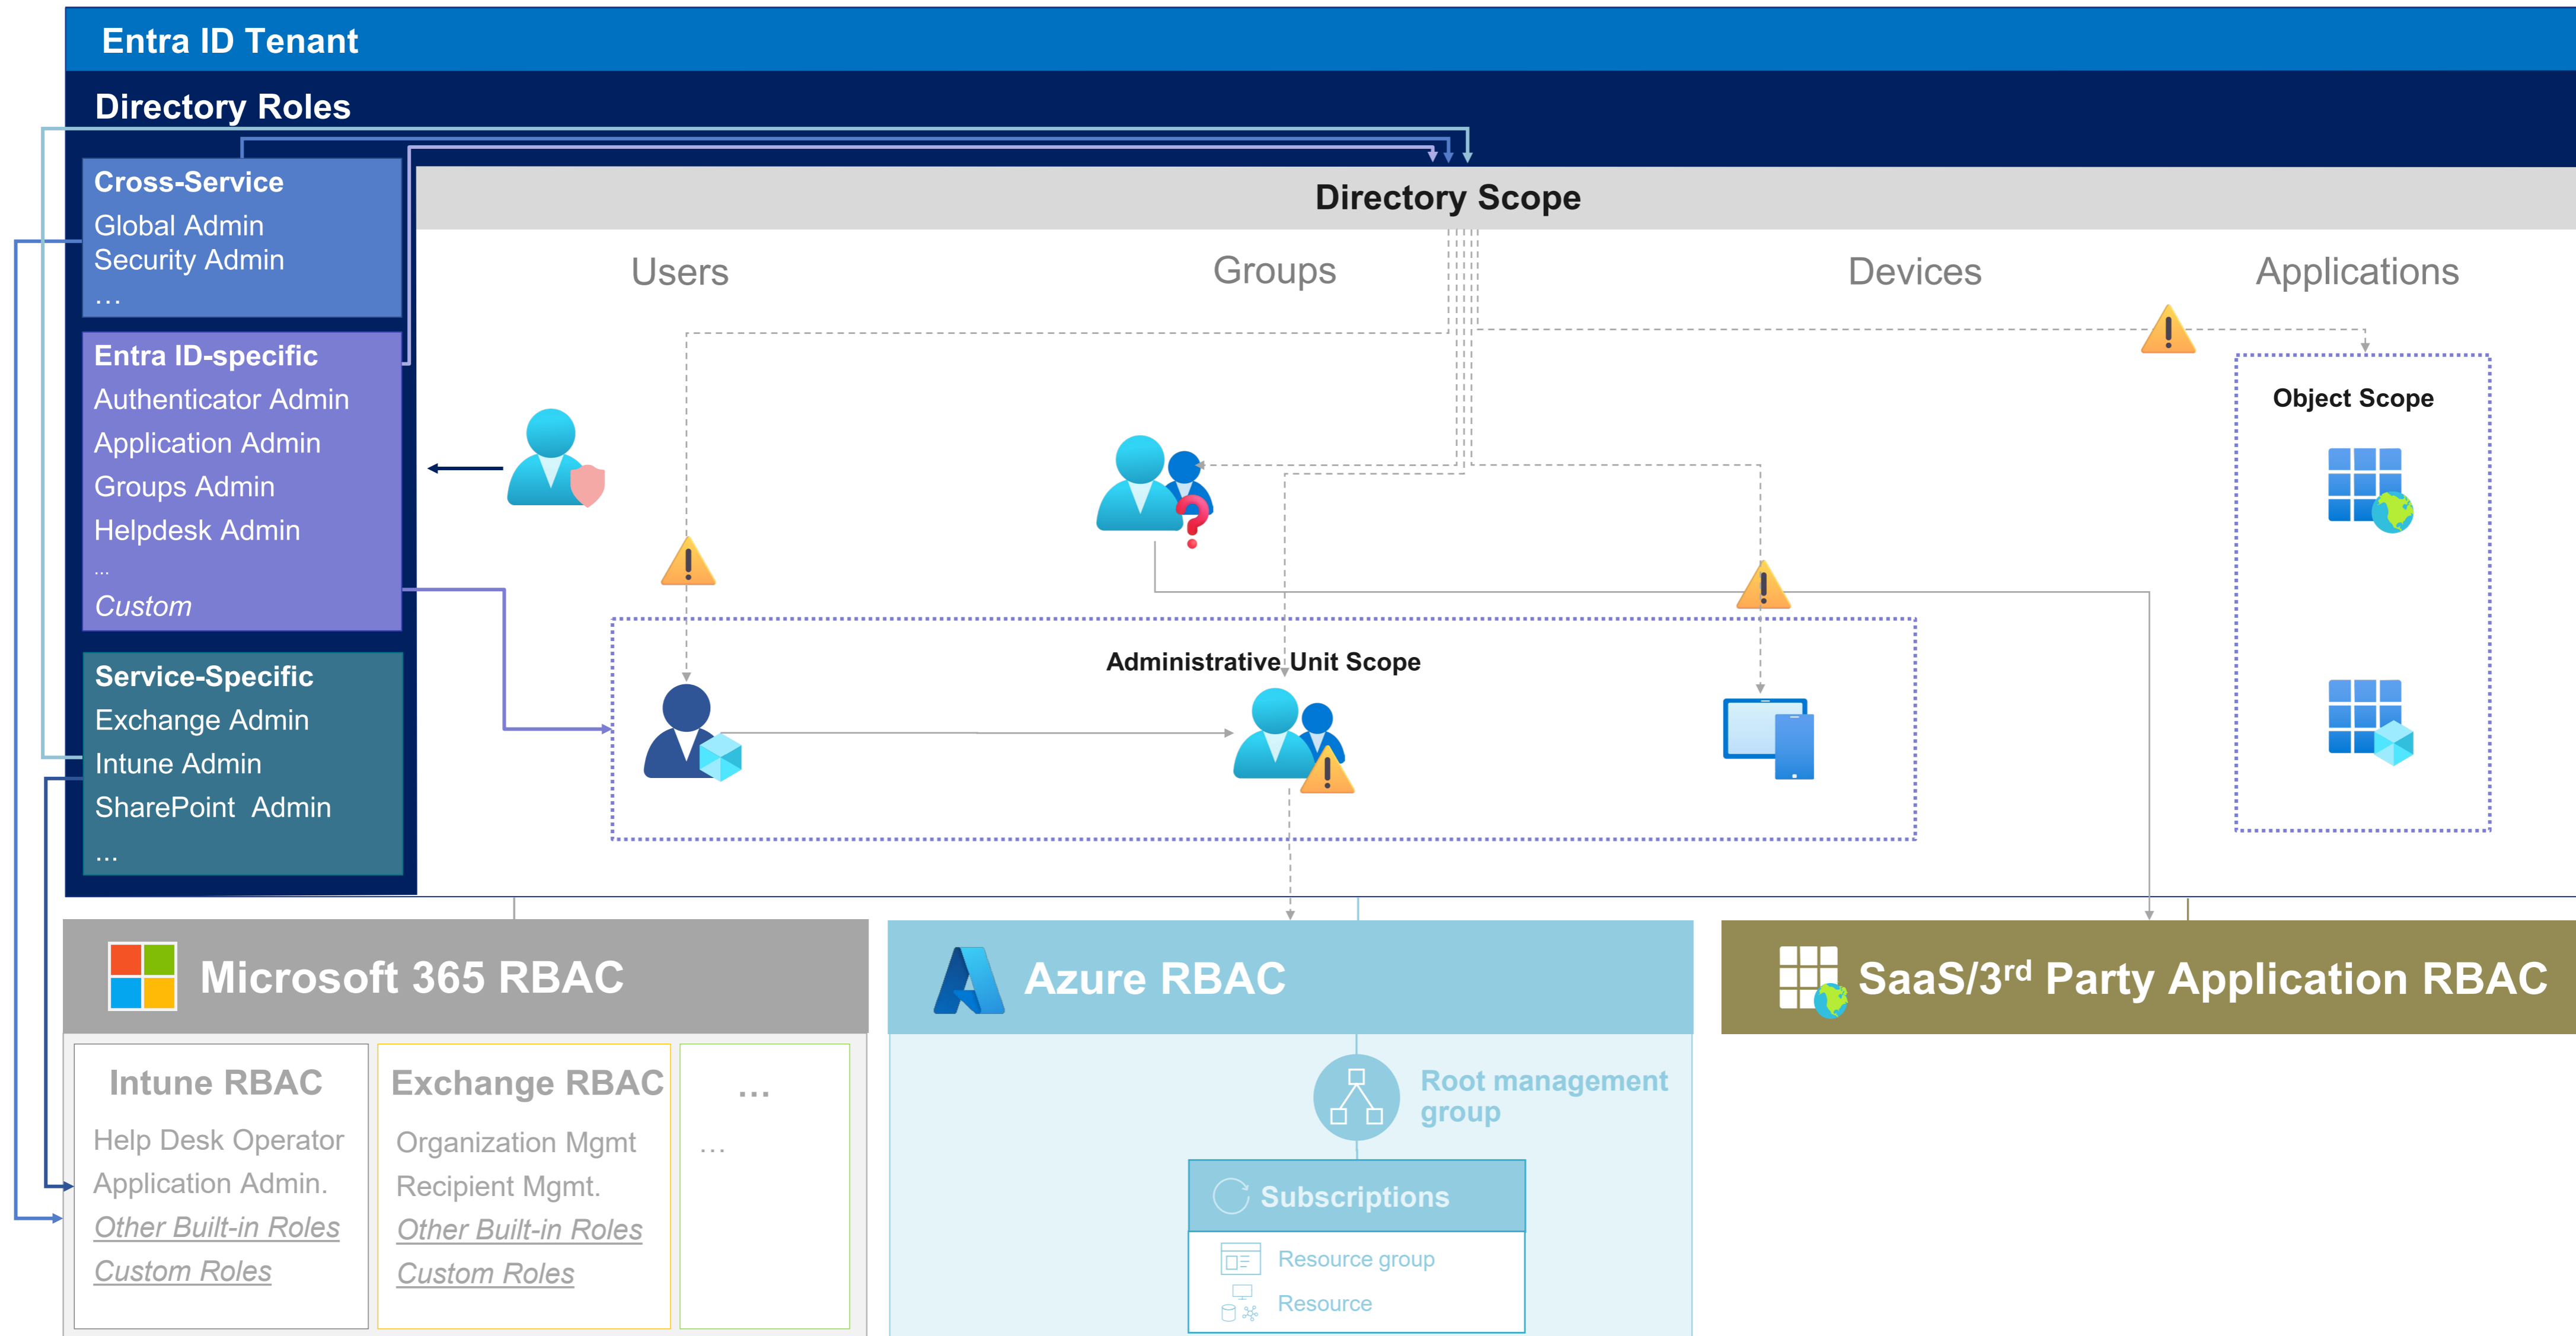 Entra ID Tenant
Directory Roles
Cross-Service
Global Admin
Security Admin
…
Entra ID-specific
Authenticator Admin
Application Admin
Groups Admin
Helpdesk Admin
...
Custom
Service-Specific
Exchange Admin
Intune Admin
SharePoint Admin
...
Directory Scope
Users
Groups
Devices
Applications
Object Scope
Administrative Unit Scope
Microsoft 365 RBAC
Intune RBAC
Help Desk Operator
Application Admin.
Other Built-in Roles
Custom Roles
Exchange RBAC
Organization Mgmt
Recipient Mgmt.
Other Built-in Roles
Custom Roles
…
…
Azure RBAC
Root management
group
Subscriptions
Resource group
Resource
SaaS/3rd Party Application RBAC